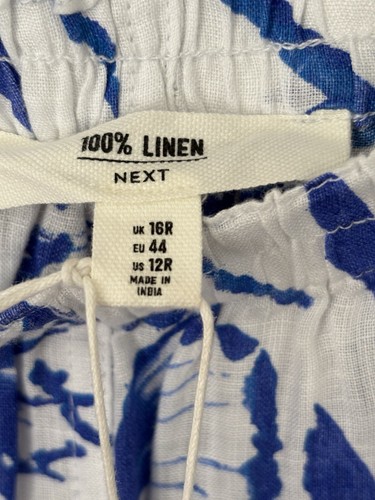 100% LINEN
NEXT
UK 16R
EU 44
US 12R
MADE IN
INDIA